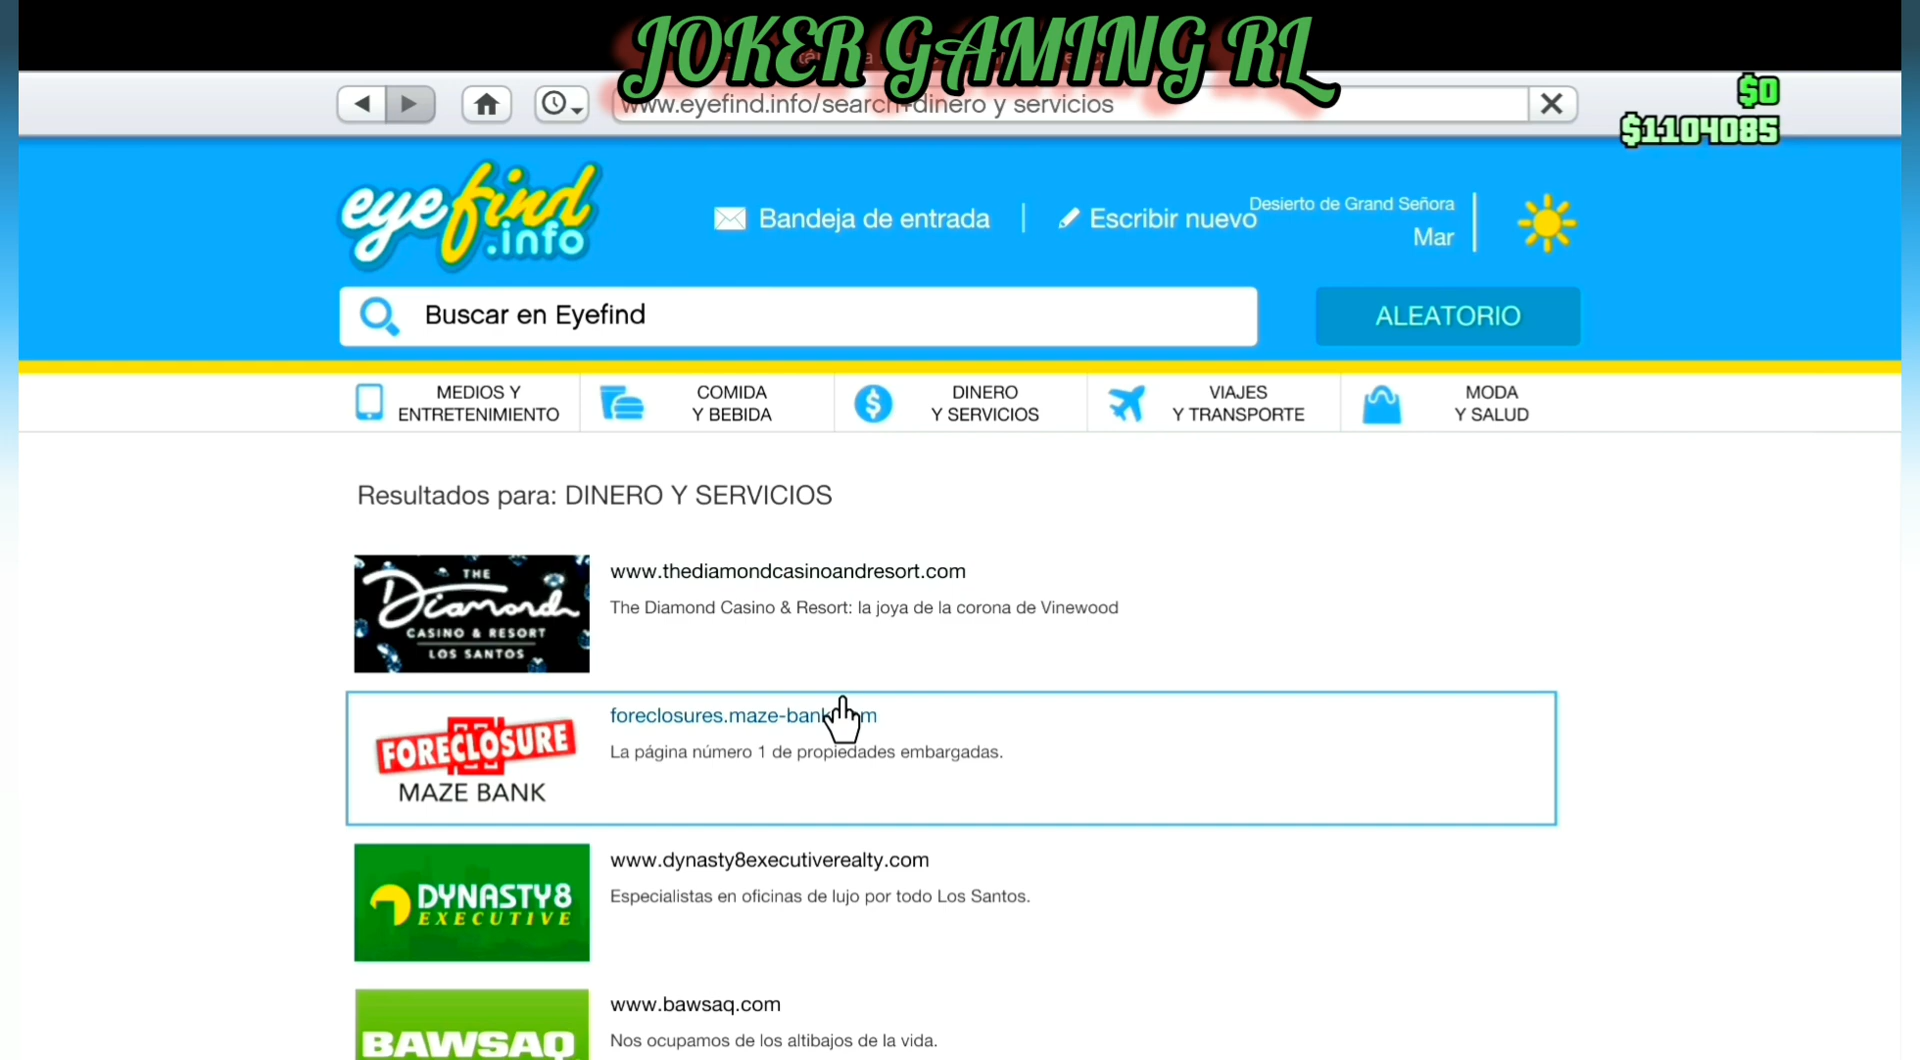 JOKER GAMING RL
www.eyefind.info/search+dinero y servicios
$0
$1104085
eyefind
.info
Bandeja de entrada
Escribir nuevo
Desierto de Grand Señora
Mar
Buscar en Eyefind
ALEATORIO
MEDIOS Y
ENTRETENIMIENTO
COMIDA
Y BEBIDA
DINERO
Y SERVICIOS
VIAJES
Y TRANSPORTE
MODA
Y SALUD
Resultados para: DINERO Y SERVICIOS
THE
Diamond
CASINO & RESORT
LOS SANTOS
www.thediamondcasinoandresort.com
The Diamond Casino & Resort: la joya de la corona de Vinewood
FORECLOSURE
MAZE BANK
foreclosures.maze-bank
La página número 1 de propiedades embargadas.
DYNASTY8
EXECUTIVE
www.dynasty8executiverealty.com
Especialistas en oficinas de lujo por todo Los Santos.
BAWSAQ
www.bawsaq.com
Nos ocupamos de los altibajos de la vida.